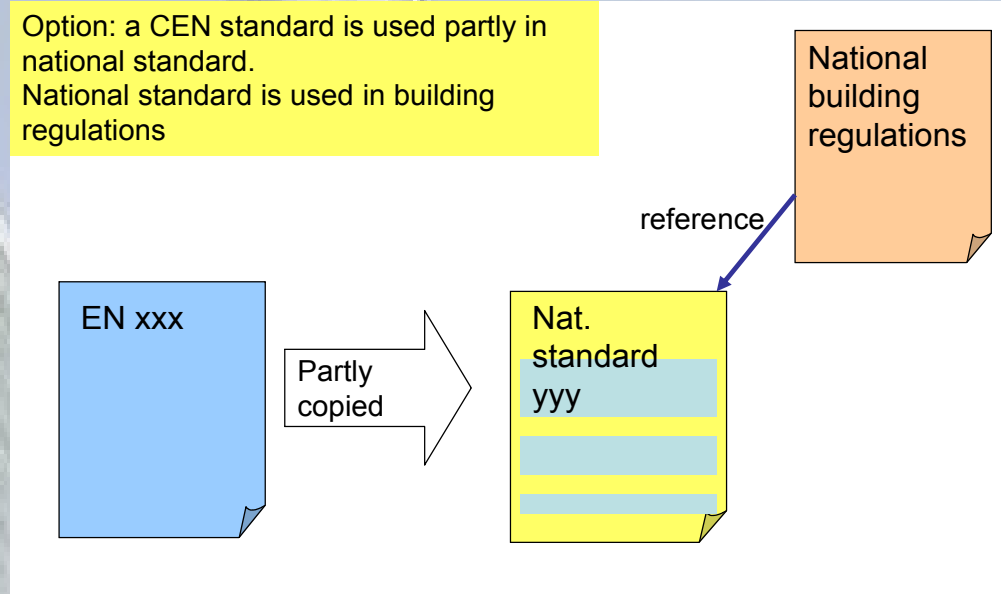 Option: a CEN standard is used partly in
national standard.
National standard is used in building
regulations
National
building
regulations
reference
EN xxx
Partly
copied
Nat.
standard
yyy